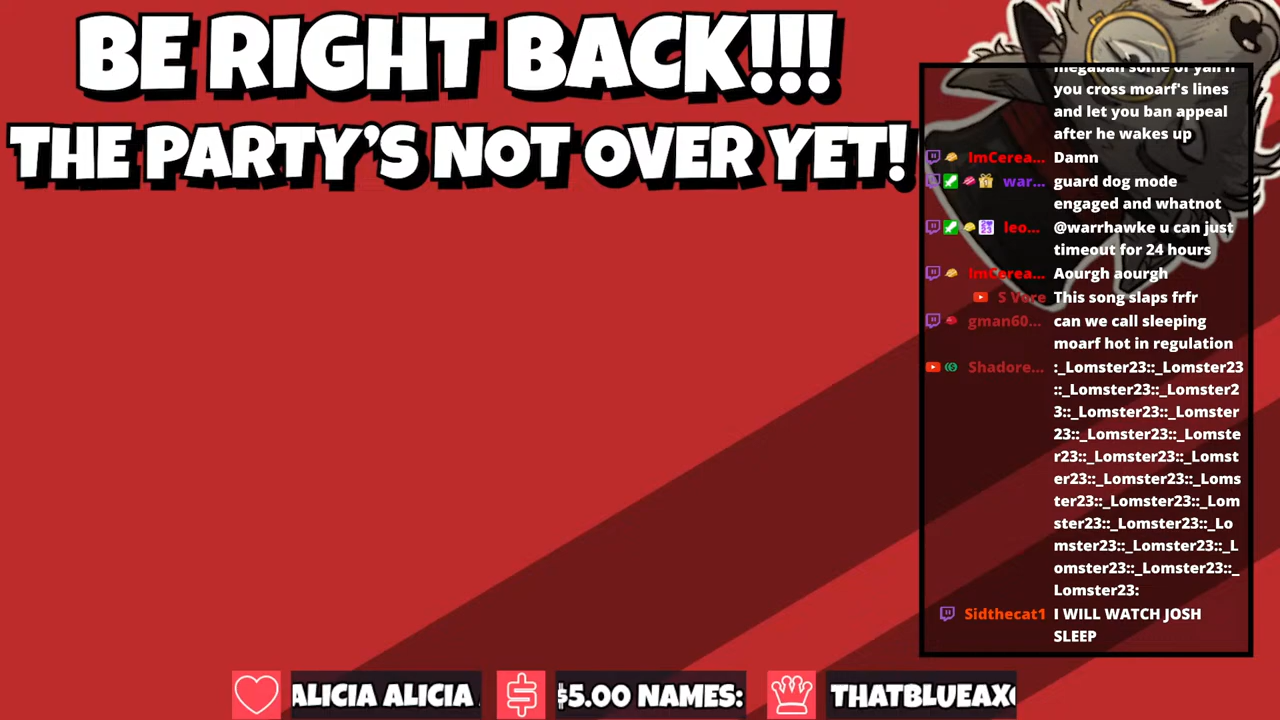 BE RIGHT BACK!!!
THE PARTY'S NOT OVER YET!
megaban some of yall if
you cross moarf's lines
and let you ban appeal
after he wakes up
ImCerea... Damn
war... guard dog mode
engaged and whatnot
leo... @warrhawke u can just
timeout for 24 hours
ImCerea... Aourgh aourgh
S Vore This song slaps frfr
gman60... can we call sleeping
moarf hot in regulation
Shadore... :_Lomster23::_Lomster23
::_Lomster23::_Lomster2
3::_Lomster23::_Lomster
23::_Lomster23::_Lomste
r23::_Lomster23::_Lomst
er23::_Lomster23::_Loms
ter23::_Lomster23::_Lom
ster23::_Lomster23::_Lo
mster23::_Lomster23::_L
omster23::_Lomster23::_
Lomster23:
Sidthecat1 I WILL WATCH JOSH
SLEEP
ALICIA ALICIA
$5.00 NAMES:
THATBLUEAX